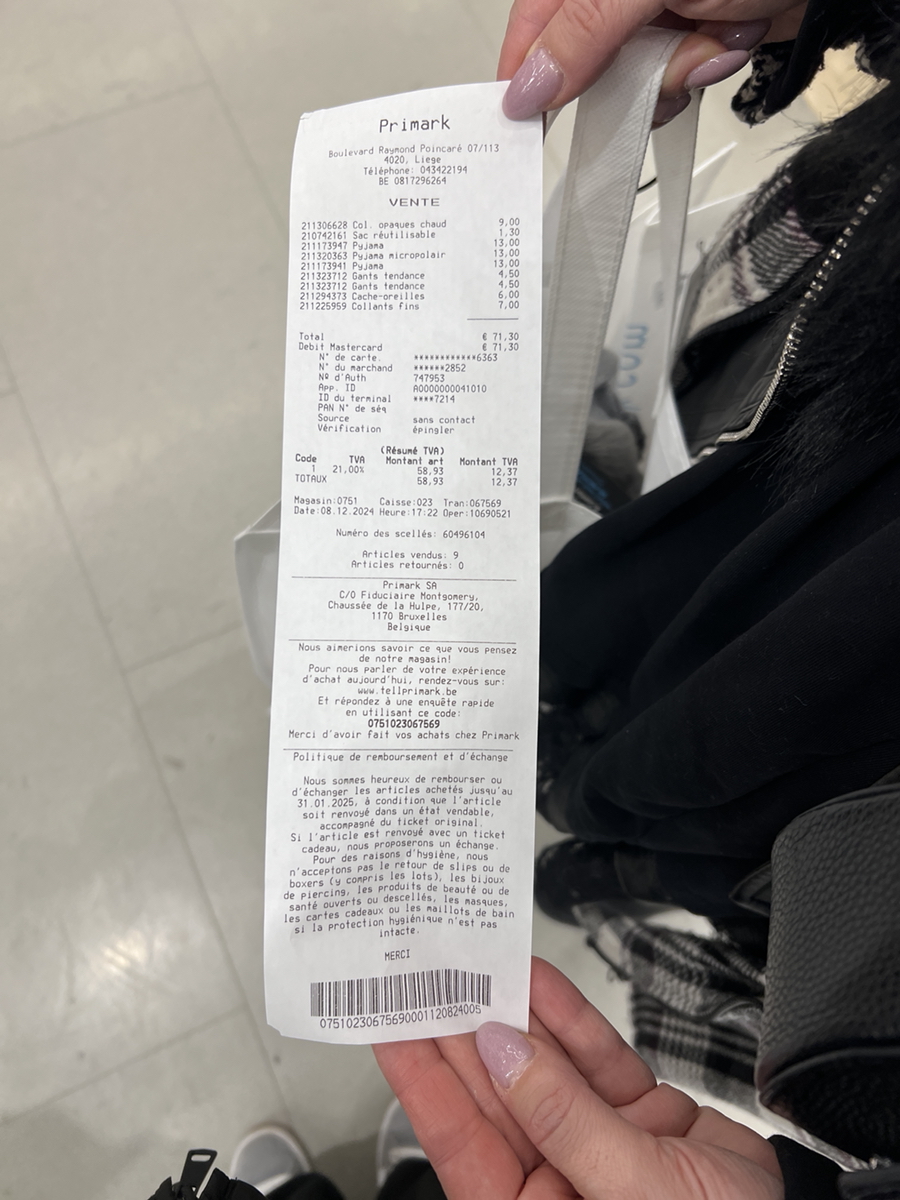 Primark
Boulevard Raymond Poincaré 07/113
4020, Liege
Téléphone: 043422194
BE 0817296264
VENTE
211306628 Col. opaques chaud 9,00
210742161 Sac réutilisable 1,30
211173947 Pyjama 13,00
211320363 Pyjama micropolair 13,00
211173941 Pyjama 13,00
211323712 Gants tendance 4,50
211323712 Gants tendance 4,50
211294373 Cache-oreilles 6,00
211225959 Collants fins 7,00
Total € 71,30
Debit Mastercard € 71,30
N° de carte. ************6363
N° du marchand ******2852
Nº d'Auth 747953
App. ID A0000000041010
ID du terminal ****7214
PAN N° de séq
Source sans contact
Vérification épingler
(Résumé TVA)
Code TVA Montant art Montant TVA
1 21,00% 58,93 12,37
TOTAUX 58,93 12,37
Magasin:0751 Caisse:023 Tran:067569
Date:08.12.2024 Heure:17:22 Oper:10690521
Numéro des scellés: 60496104
Articles vendus: 9
Articles retournés: 0
Primark SA
C/O Fiduciaire Montgomery,
Chaussée de la Hulpe, 177/20,
1170 Bruxelles
Belgique
Nous aimerions savoir ce que vous pensez
de notre magasin!
Pour nous parler de votre expérience
d'achat aujourd'hui, rendez-vous sur:
www.tellprimark.be
Et répondez à une enquête rapide
en utilisant ce code:
0751023067569
Merci d'avoir fait vos achats chez Primark
Politique de remboursement et d'échange
Nous sommes heureux de rembourser ou
d'échanger les articles achetés jusqu'au
31.01.2025, à condition que l'article
soit renvoyé dans un état vendable,
accompagné du ticket original.
Si l'article est renvoyé avec un ticket
cadeau, nous proposerons un échange.
Pour des raisons d'hygiène, nous
n'acceptons pas le retour de slips ou de
boxers (y compris les lots), les bijoux
de piercing, les produits de beauté ou de
santé ouverts ou descellés, les masques,
les cartes cadeaux ou les maillots de bain
si la protection hygiénique n'est pas
intacte.
MERCI
07510230675690001120824005